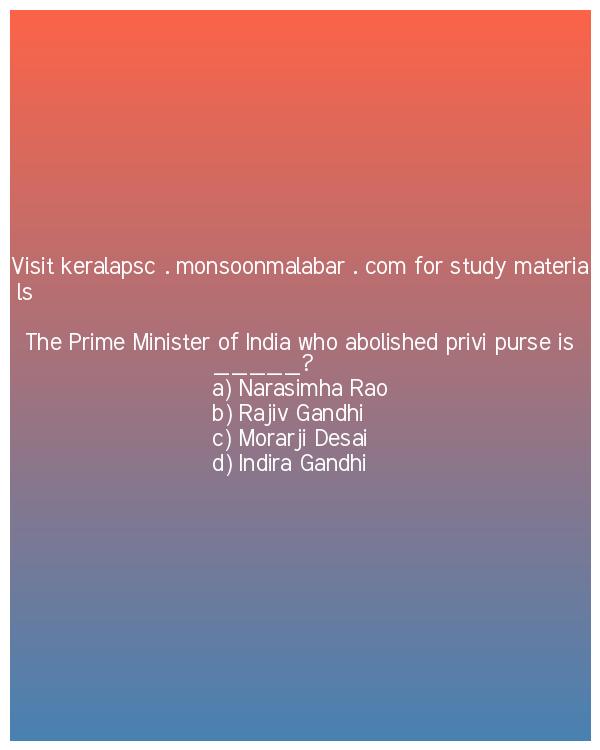 Visit keralapsc . monsoonmalabar . com for study materia
ls
The Prime Minister of India who abolished privi purse is
_____?
a) Narasimha Rao
b) Rajiv Gandhi
c) Morarji Desai
d) Indira Gandhi